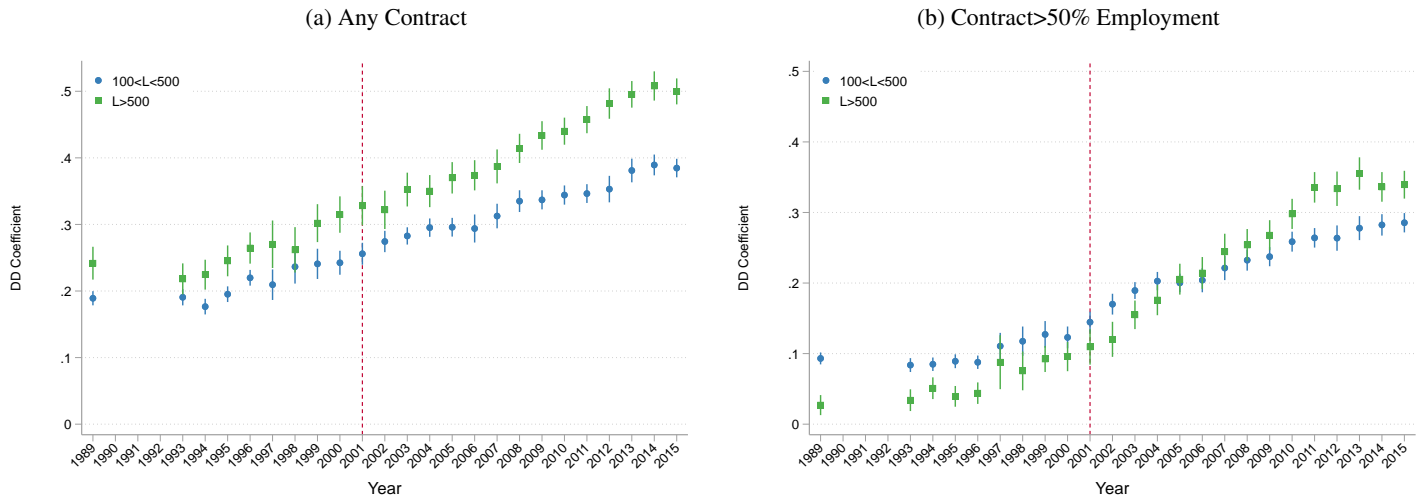 (a) Any Contract
100<L<500
L>500
.5
.4
.3
.2
.1
0
DD Coefficient
1989 1990 1991 1992 1993 1994 1995 1996 1997 1998 1999 2000 2001 2002 2003 2004 2005 2006 2007 2008 2009 2010 2011 2012 2013 2014 2015
Year
(b) Contract>50% Employment
100<L<500
L>500
.5
.4
.3
.2
.1
0
DD Coefficient
1989 1990 1991 1992 1993 1994 1995 1996 1997 1998 1999 2000 2001 2002 2003 2004 2005 2006 2007 2008 2009 2010 2011 2012 2013 2014 2015
Year